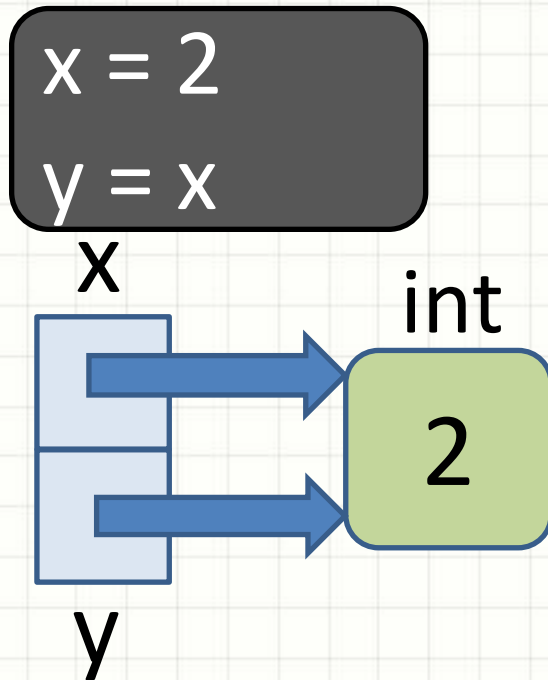 x = 2
y = x
x
int
2
y